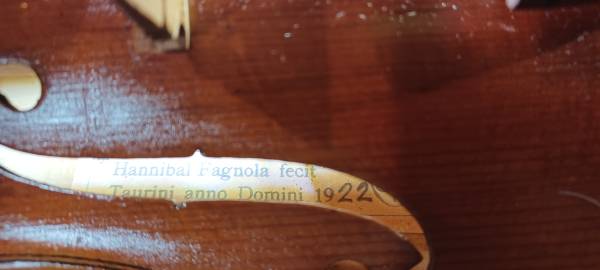 Hannibal Fagnola fecit
Taurini anno Domini 1922